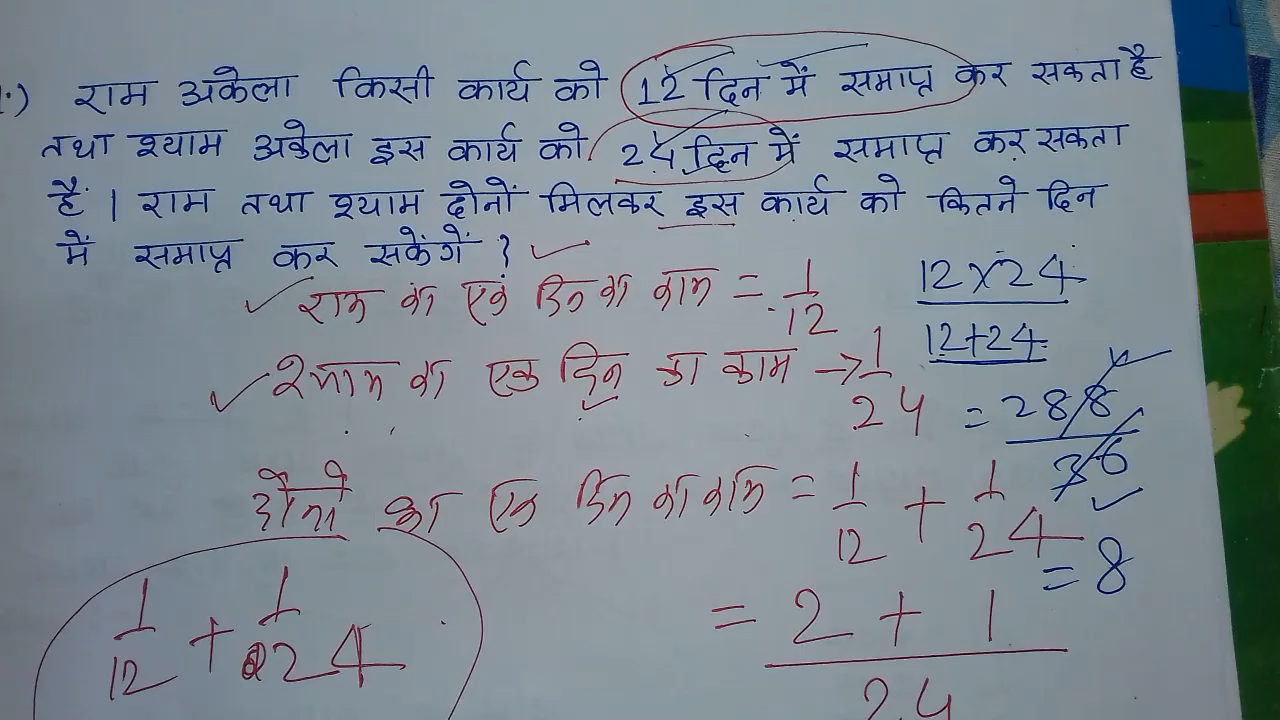 1.) राम अकेला किसी कार्य को 12 दिन में समाप्त कर सकता है
तथा श्याम अकेला इस कार्य को 24 दिन में समाप्त कर सकता
है । राम तथा श्याम दोनों मिलकर इस कार्य को कितने दिन
में समाप्त कर सकेंगें ?
राम का एक दिन का काम = 1/12
श्याम का एक दिन का काम → 1/24
दोनो का एक दिन का काम = 1/12 + 1/24
= 2 + 1 / 24
1/12 + 1/24
12×24 / 12+24
= 288 / 36
= 8